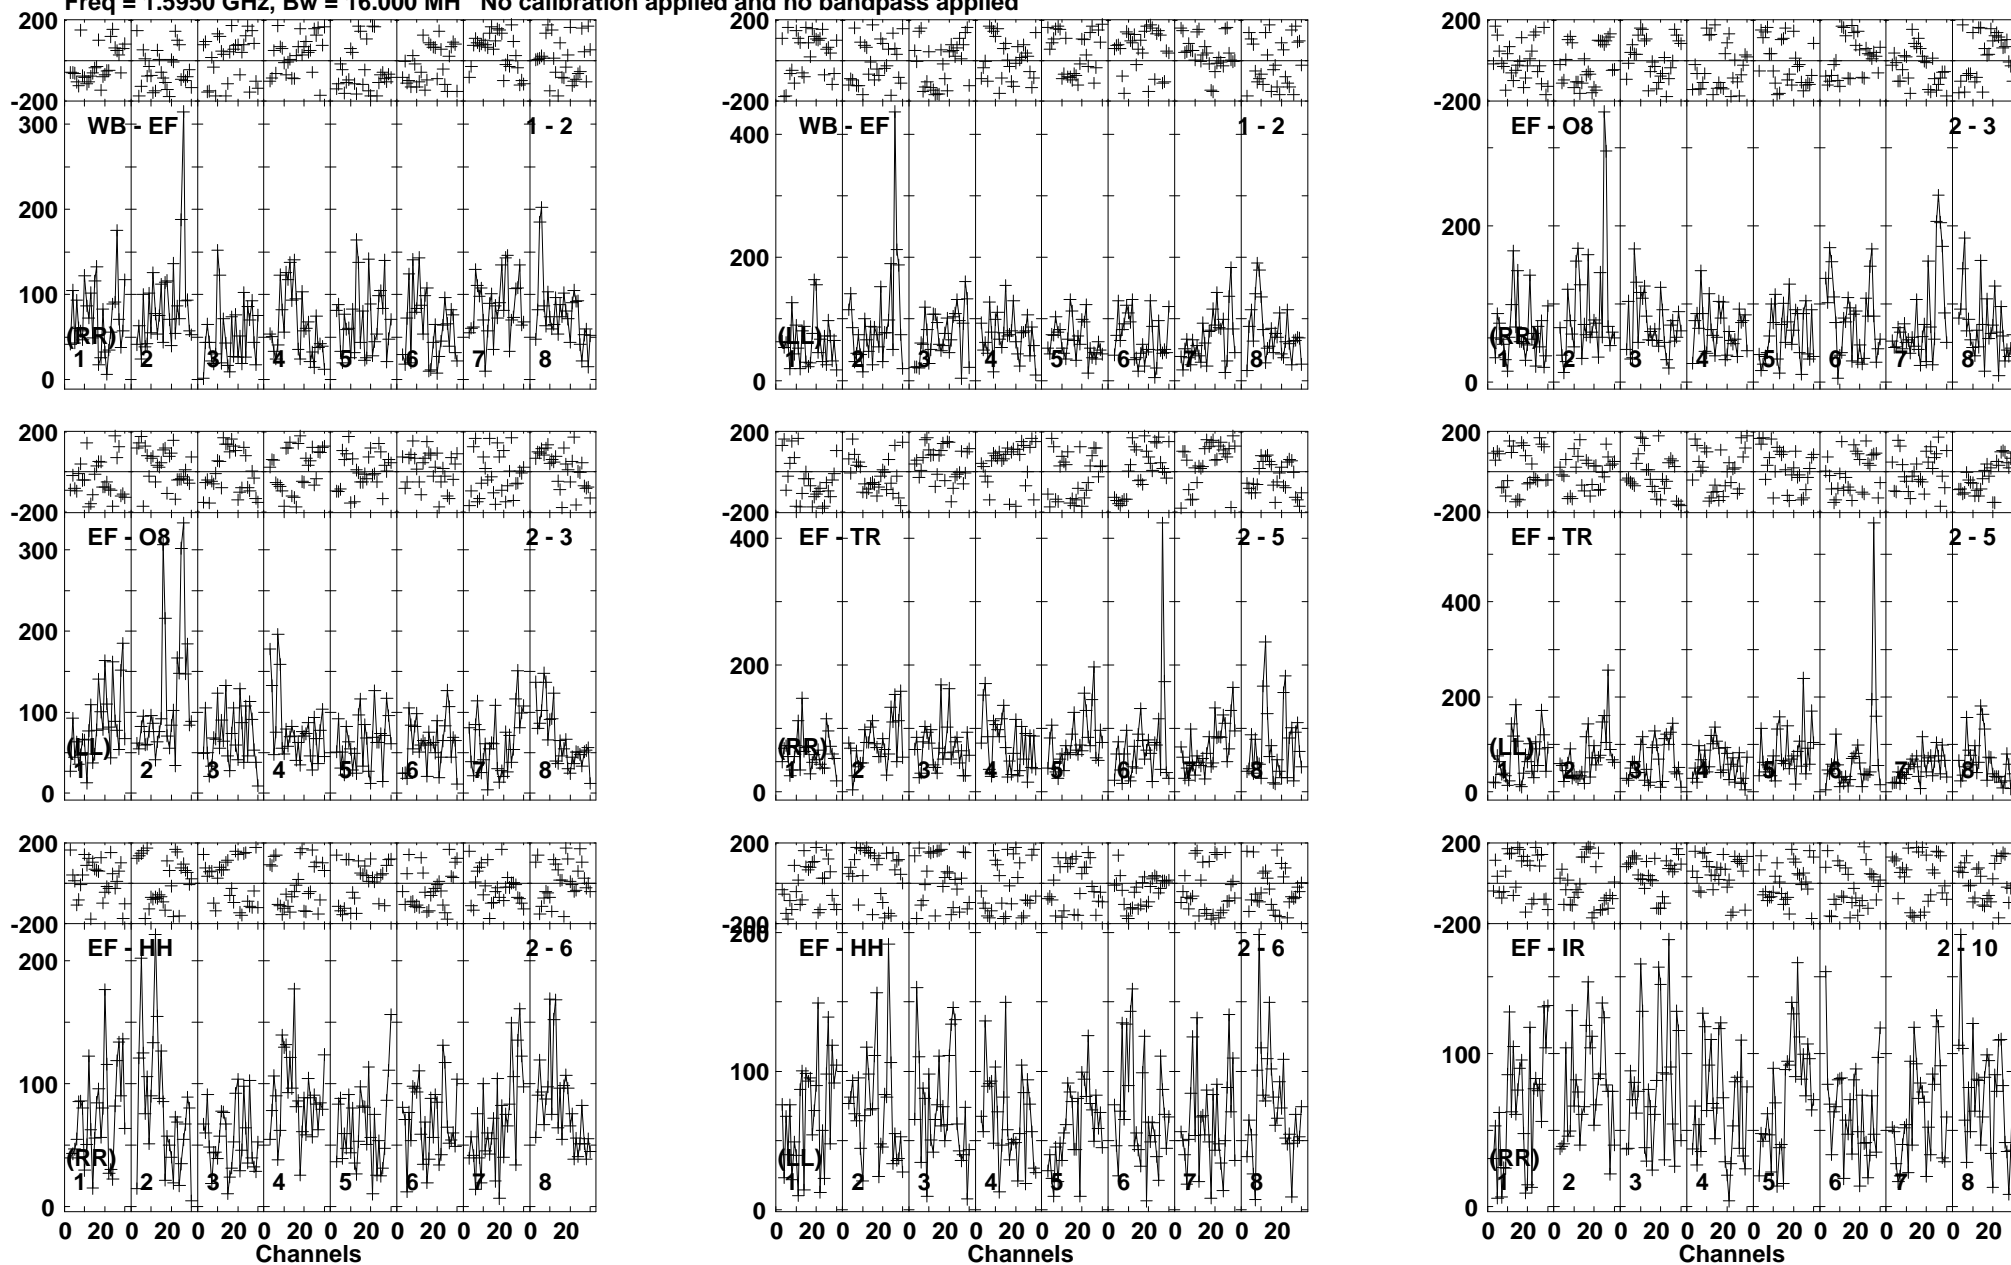 Freq = 1.5950 GHz, Bw = 16.000 MH No calibration applied and no bandpass applied
200 200 200
-200 -200 -200
300 WB - EF 1 - 2
400 WB - EF 1 - 2
EF - O8 2 - 3
200
100
0
200
0
200
0
(RR) 1 2 3 4 5 6 7 8
(LL) 1 2 3 4 5 6 7 8
(RR) 1 2 3 4 5 6 7 8
200 200 200
-200 -200 -200
300 EF - O8 2 - 3
400 EF - TR 2 - 5
EF - TR 2 - 5
200
100
0
200
0
400
200
0
(LL) 1 2 3 4 5 6 7 8
(RR) 1 2 3 4 5 6 7 8
(LL) 1 2 3 4 5 6 7 8
200 200 200
-200 -200 -200
200 EF - HH 2 - 6
200 EF - HH 2 - 6
EF - IR 2 - 10
100
0
100
0
100
0
(RR) 1 2 3 4 5 6 7 8
(LL) 1 2 3 4 5 6 7 8
(RR) 1 2 3 4 5 6 7 8
0 20 0 20 0 20 0 20 0 20 0 20 0 20 0 20
0 20 0 20 0 20 0 20 0 20 0 20 0 20 0 20
0 20 0 20 0 20 0 20 0 20 0 20 0 20 0 20
Channels Channels Channels